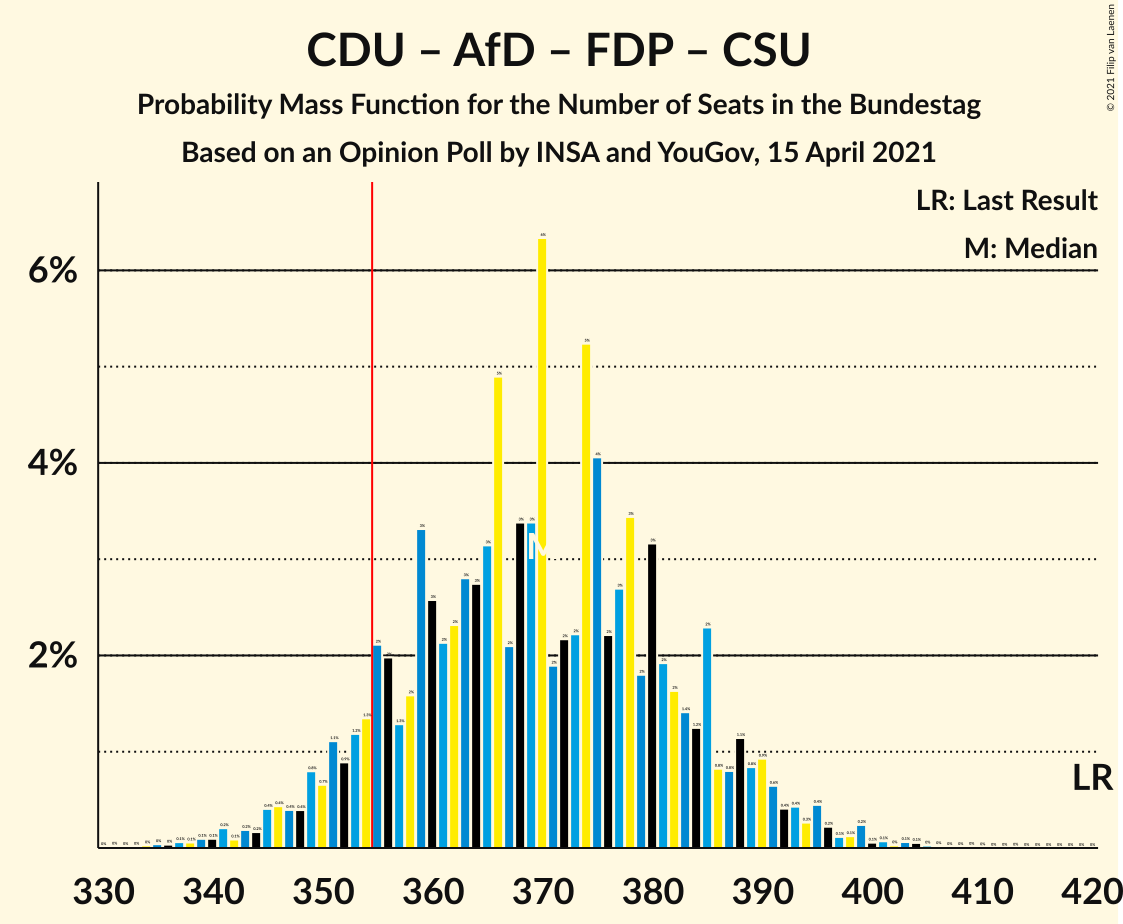 CDU – AfD – FDP – CSU
Probability Mass Function for the Number of Seats in the Bundestag
Based on an Opinion Poll by INSA and YouGov, 15 April 2021
© 2021 Filip van Laenen
LR: Last Result
M: Median
6%
4%
2%
M
LR
330 340 350 360 370 380 390 400 410 420